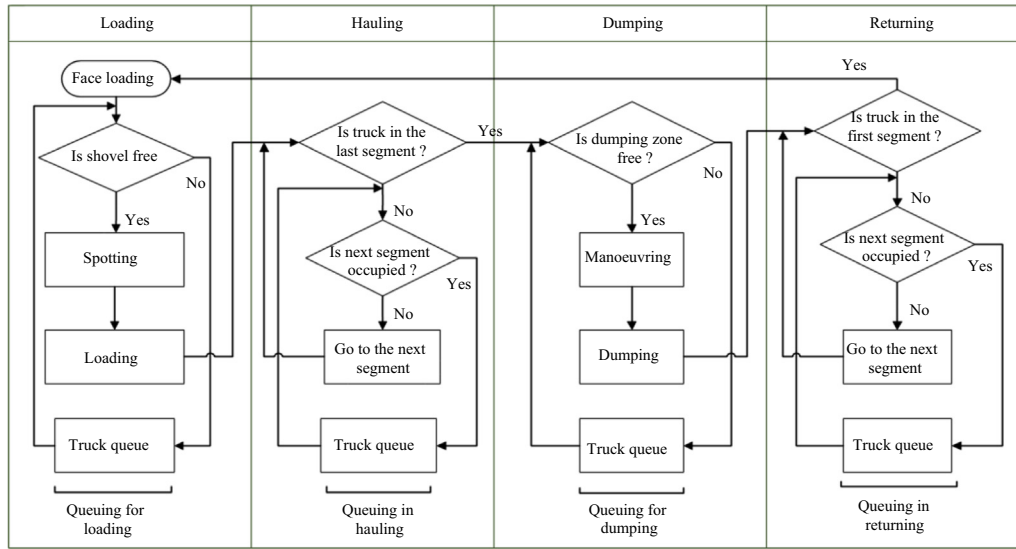 Loading
Hauling
Dumping
Returning
Face loading
Is shovel free
No
Yes
Spotting
Loading
Truck queue
Queuing for
loading
Is truck in the
last segment ?
Yes
No
Is next segment
occupied ?
Yes
No
Go to the next
segment
Truck queue
Queuing in
hauling
Is dumping zone
free ?
No
Yes
Manoeuvring
Dumping
Truck queue
Queuing for
dumping
Yes
Is truck in the
first segment ?
No
Is next segment
occupied ?
Yes
No
Go to the next
segment
Truck queue
Queuing in
returning